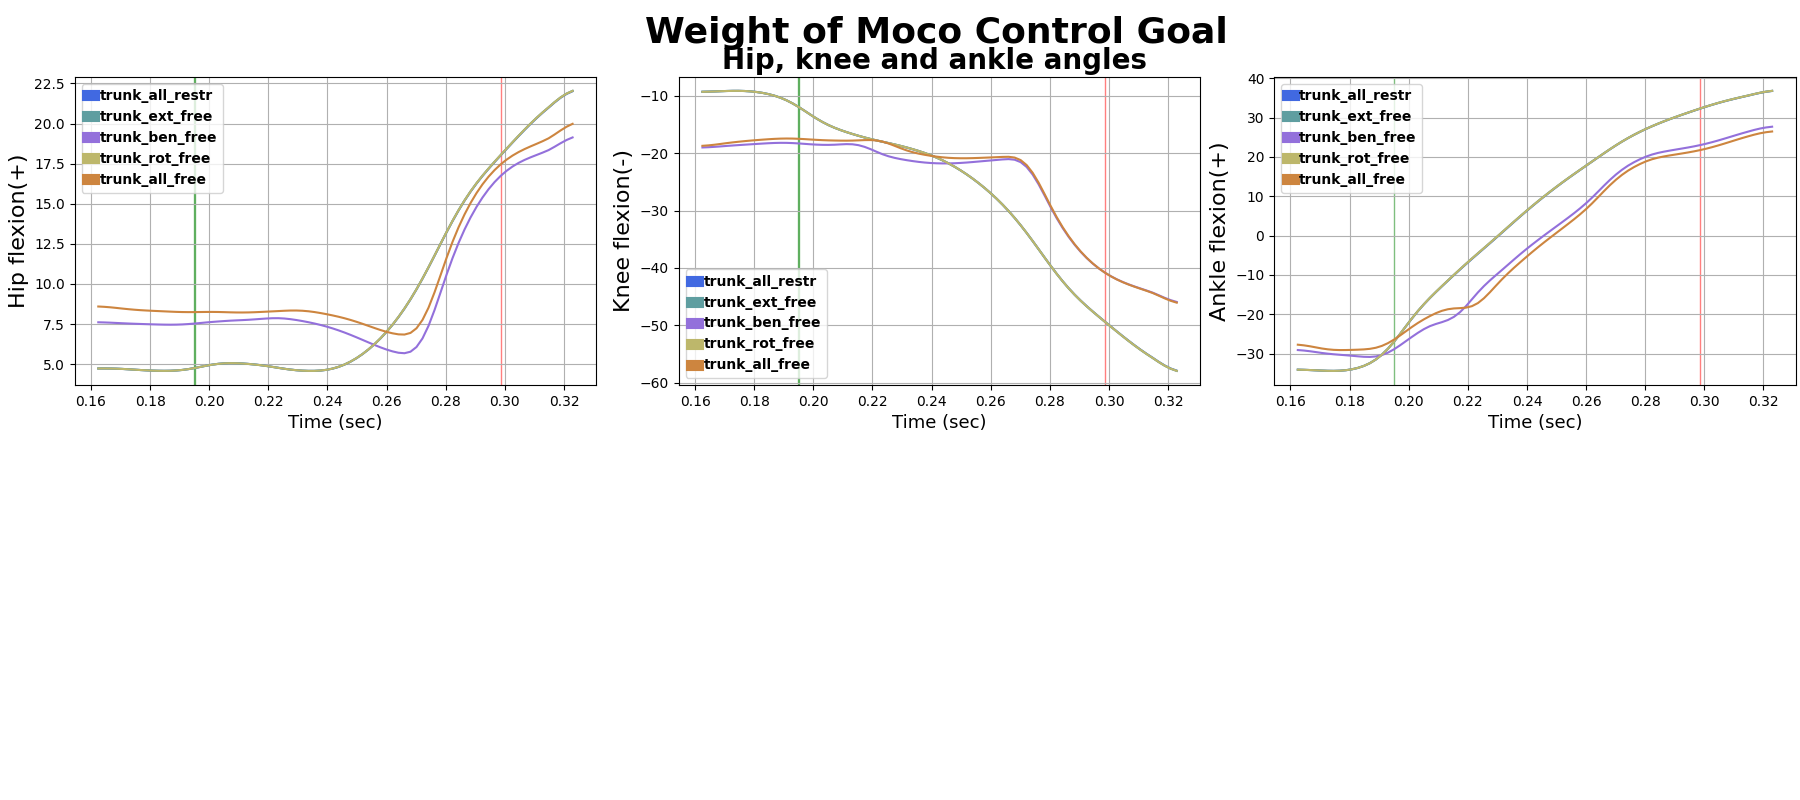 Weight of Moco Control Goal
Hip, knee and ankle angles
Hip flexion(+)
22.5
20.0
17.5
15.0
12.5
10.0
7.5
5.0
trunk_all_restr
trunk_ext_free
trunk_ben_free
trunk_rot_free
trunk_all_free
0.16 0.18 0.20 0.22 0.24 0.26 0.28 0.30 0.32
Time (sec)
Knee flexion(-)
−10
−20
−30
−40
−50
−60
trunk_all_restr
trunk_ext_free
trunk_ben_free
trunk_rot_free
trunk_all_free
0.16 0.18 0.20 0.22 0.24 0.26 0.28 0.30 0.32
Time (sec)
Ankle flexion(+)
40
30
20
10
0
−10
−20
−30
trunk_all_restr
trunk_ext_free
trunk_ben_free
trunk_rot_free
trunk_all_free
0.16 0.18 0.20 0.22 0.24 0.26 0.28 0.30 0.32
Time (sec)